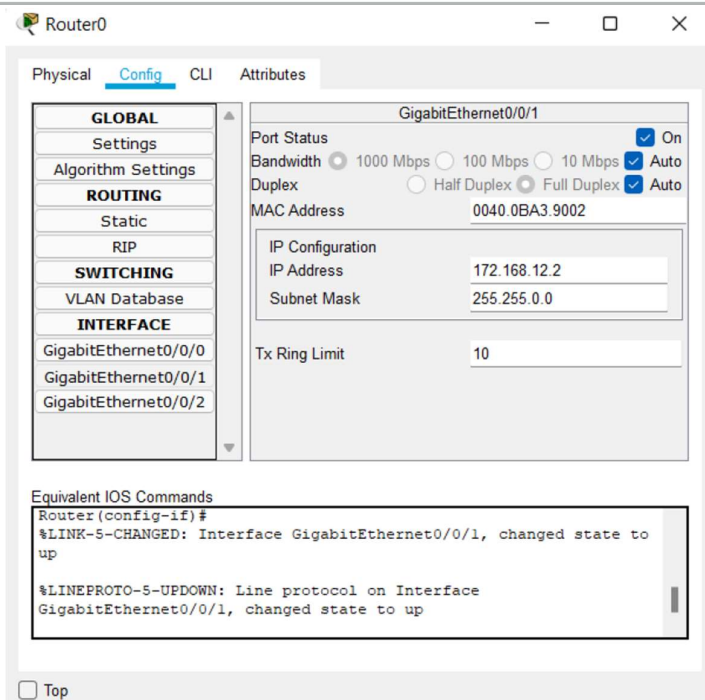 Router0
Physical Config CLI Attributes
GLOBAL
Settings
Algorithm Settings
ROUTING
Static
RIP
SWITCHING
VLAN Database
INTERFACE
GigabitEthernet0/0/0
GigabitEthernet0/0/1
GigabitEthernet0/0/2
GigabitEthernet0/0/1
Port Status On
Bandwidth 1000 Mbps 100 Mbps 10 Mbps Auto
Duplex Half Duplex Full Duplex Auto
MAC Address 0040.0BA3.9002
IP Configuration
IP Address 172.168.12.2
Subnet Mask 255.255.0.0
Tx Ring Limit 10
Equivalent IOS Commands
Router(config-if)#
%LINK-5-CHANGED: Interface GigabitEthernet0/0/1, changed state to
up
%LINEPROTO-5-UPDOWN: Line protocol on Interface
GigabitEthernet0/0/1, changed state to up
Top